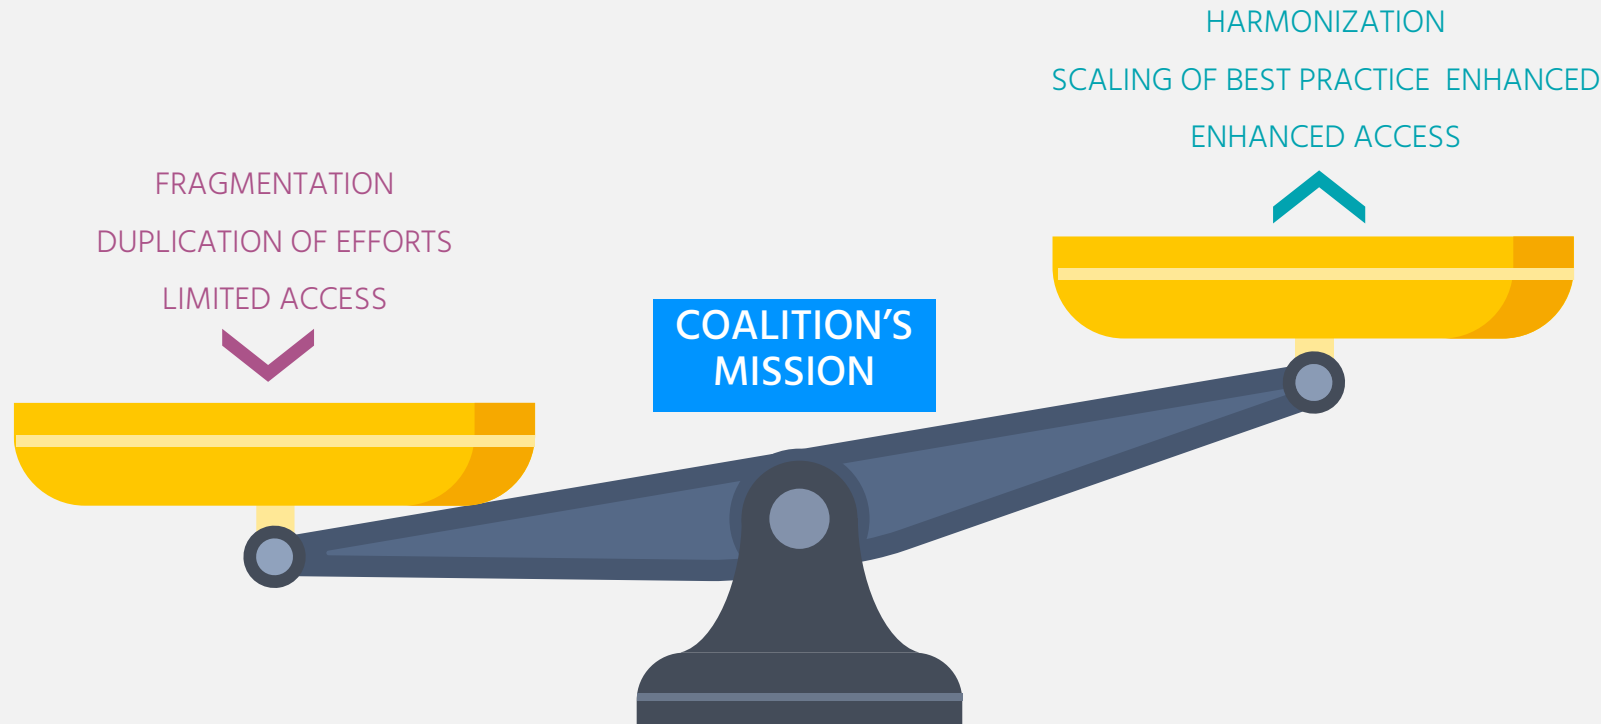 FRAGMENTATION
DUPLICATION OF EFFORTS
LIMITED ACCESS
COALITION’S
MISSION
HARMONIZATION
SCALING OF BEST PRACTICE ENHANCED
ENHANCED ACCESS